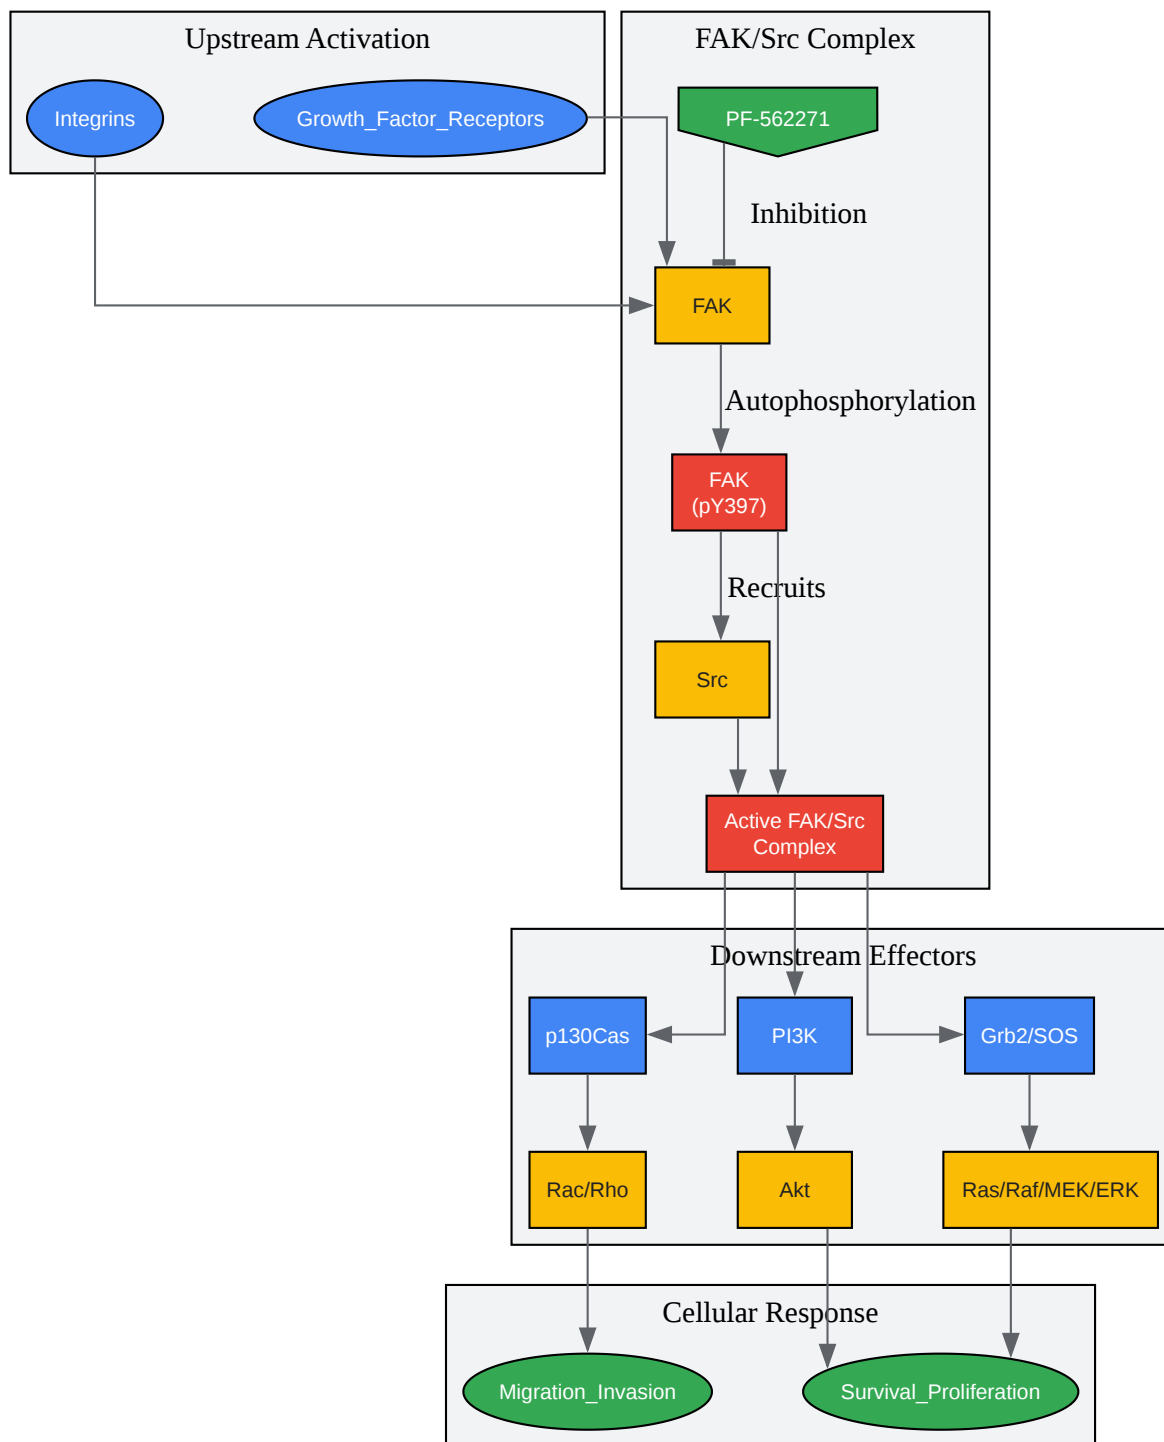 Upstream Activation
FAK/Src Complex
Integrins
Growth_Factor_Receptors
PF-562271
Inhibition
FAK
Autophosphorylation
FAK
(pY397)
Recruits
Src
Active FAK/Src
Complex
Downstream Effectors
p130Cas
PI3K
Grb2/SOS
Rac/Rho
Akt
Ras/Raf/MEK/ERK
Cellular Response
Migration_Invasion
Survival_Proliferation